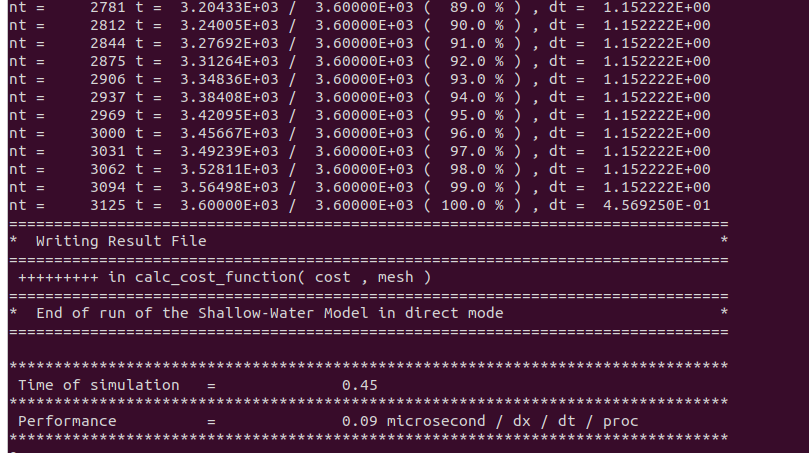 nt =     2781 t =  3.20433E+03 /  3.60000E+03 (  89.0 % ) , dt =  1.152222E+00
nt =     2812 t =  3.24005E+03 /  3.60000E+03 (  90.0 % ) , dt =  1.152222E+00
nt =     2844 t =  3.27692E+03 /  3.60000E+03 (  91.0 % ) , dt =  1.152222E+00
nt =     2875 t =  3.31264E+03 /  3.60000E+03 (  92.0 % ) , dt =  1.152222E+00
nt =     2906 t =  3.34836E+03 /  3.60000E+03 (  93.0 % ) , dt =  1.152222E+00
nt =     2937 t =  3.38408E+03 /  3.60000E+03 (  94.0 % ) , dt =  1.152222E+00
nt =     2969 t =  3.42095E+03 /  3.60000E+03 (  95.0 % ) , dt =  1.152222E+00
nt =     3000 t =  3.45667E+03 /  3.60000E+03 (  96.0 % ) , dt =  1.152222E+00
nt =     3031 t =  3.49239E+03 /  3.60000E+03 (  97.0 % ) , dt =  1.152222E+00
nt =     3062 t =  3.52811E+03 /  3.60000E+03 (  98.0 % ) , dt =  1.152222E+00
nt =     3094 t =  3.56498E+03 /  3.60000E+03 (  99.0 % ) , dt =  1.152222E+00
nt =     3125 t =  3.60000E+03 /  3.60000E+03 ( 100.0 % ) , dt =  4.569250E-01
================================================================================
*  Writing Result File                                                         *
================================================================================
 +++++++++ in calc_cost_function( cost , mesh )
================================================================================
*  End of run of the Shallow-Water Model in direct mode                        *
================================================================================

********************************************************************************
 Time of simulation   =              0.45
********************************************************************************
 Performance          =              0.09 microsecond / dx / dt / proc
********************************************************************************